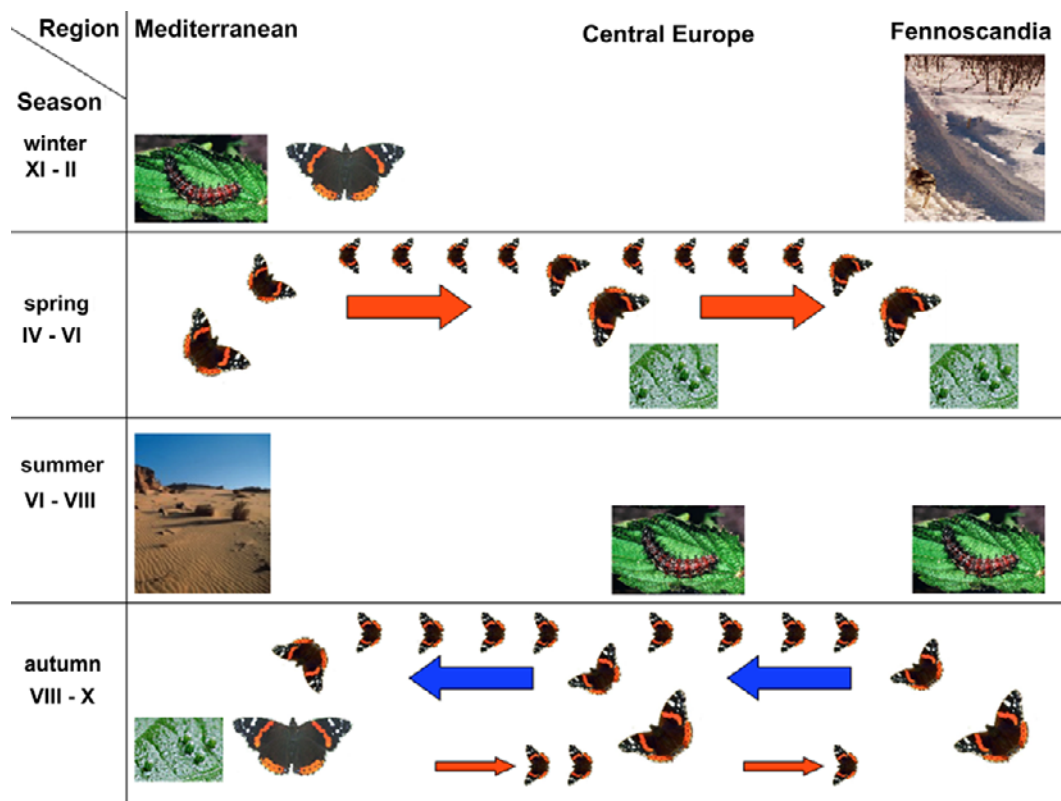 Region
Mediterranean
Central Europe
Fennoscandia
Season
winter
XI - II
spring
IV - VI
summer
VI - VIII
autumn
VIII - X